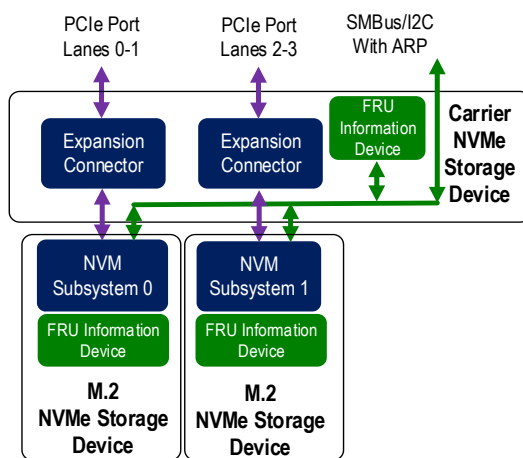 PCIe Port
Lanes 0-1
PCIe Port
Lanes 2-3
SMBus/I2C
With ARP
Expansion
Connector
Expansion
Connector
FRU
Information
Device
Carrier
NVMe
Storage
Device
NVM
Subsystem 0
FRU Information
Device
M.2
NVMe Storage
Device
NVM
Subsystem 1
FRU Information
Device
M.2
NVMe Storage
Device